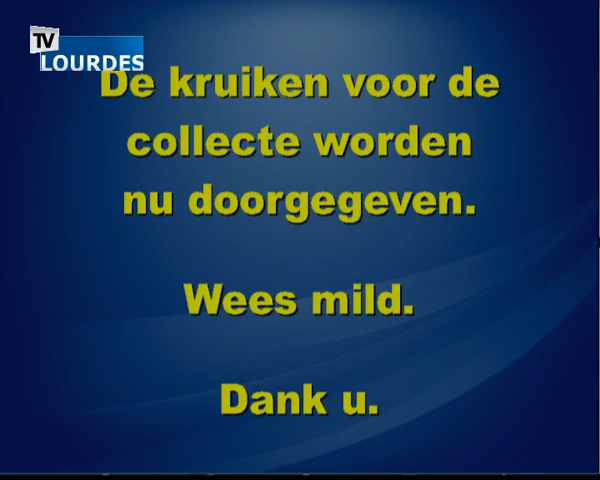 TV
LOURDES
De kruiken voor de
collecte worden
nu doorgegeven.
Wees mild.
Dank u.